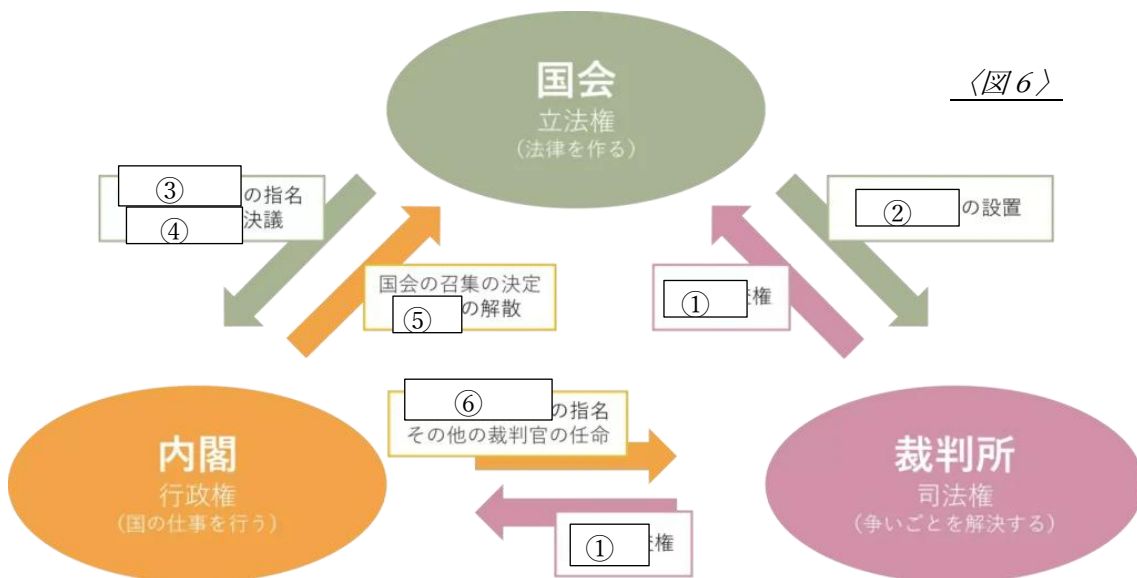 国会
立法権
（法律を作る）
〈図６〉
③の指名
④決議
②の設置
国会の召集の決定
⑤の解散
①権
⑥の指名
その他の裁判官の任命
内閣
行政権
（国の仕事を行う）
裁判所
司法権
（争いごとを解決する）
①権